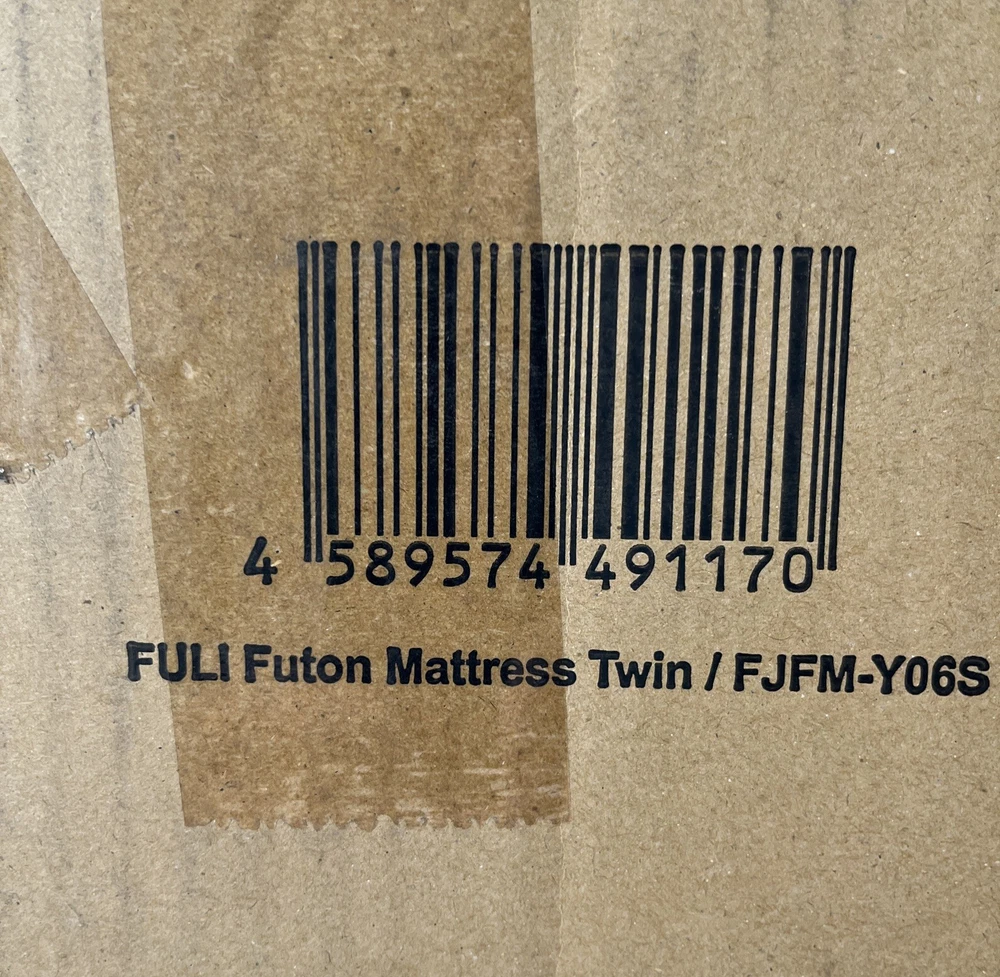 4 589574 491170
FULI Futon Mattress Twin / FJFM-Y06S